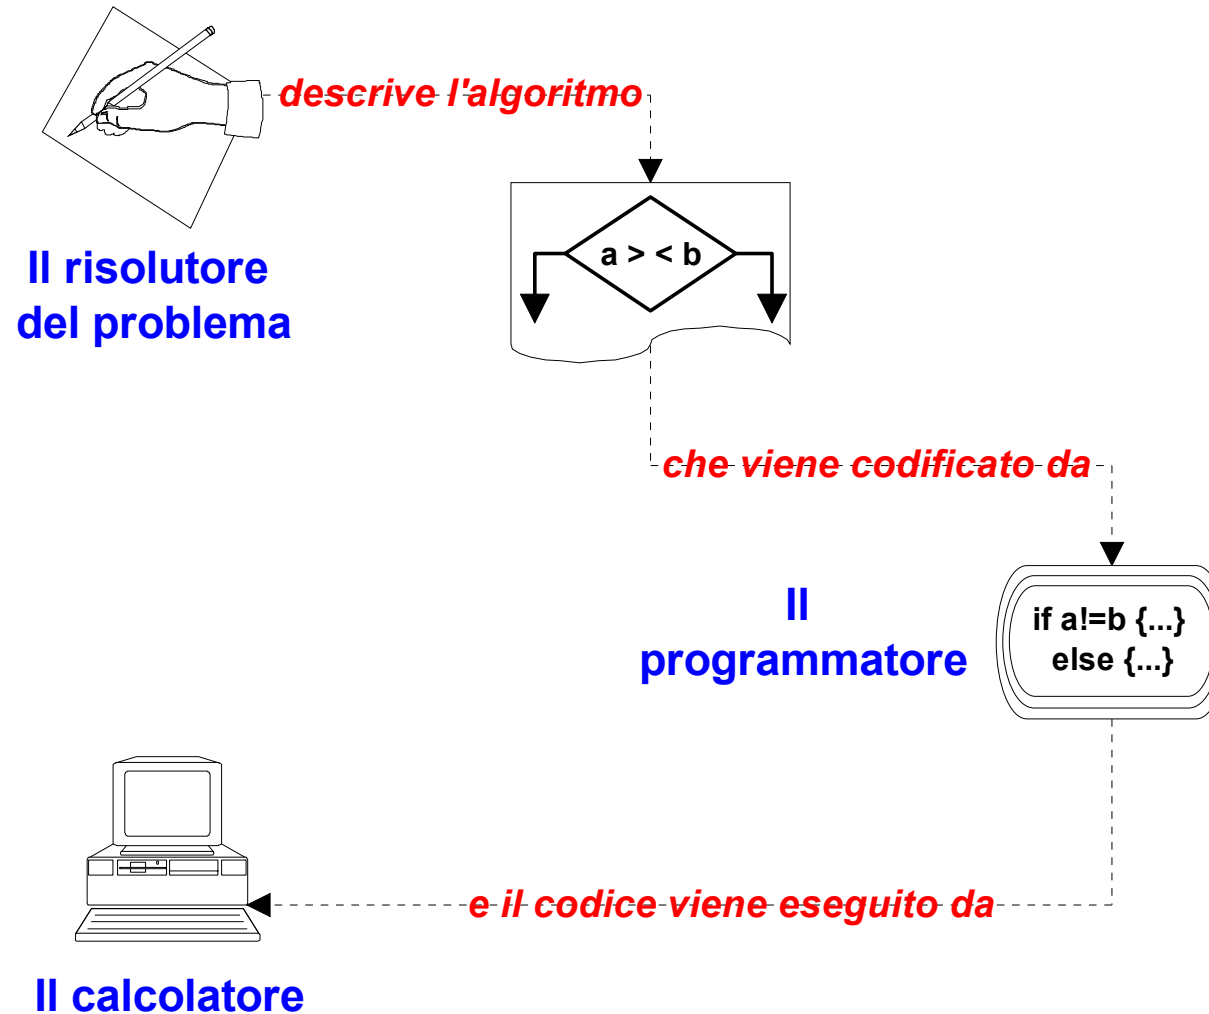 descrive l'algoritmo
a > < b
Il risolutore
del problema
che viene codificato da
if a!=b {...}
else {...}
Il
programmatore
e il codice viene eseguito da
Il calcolatore